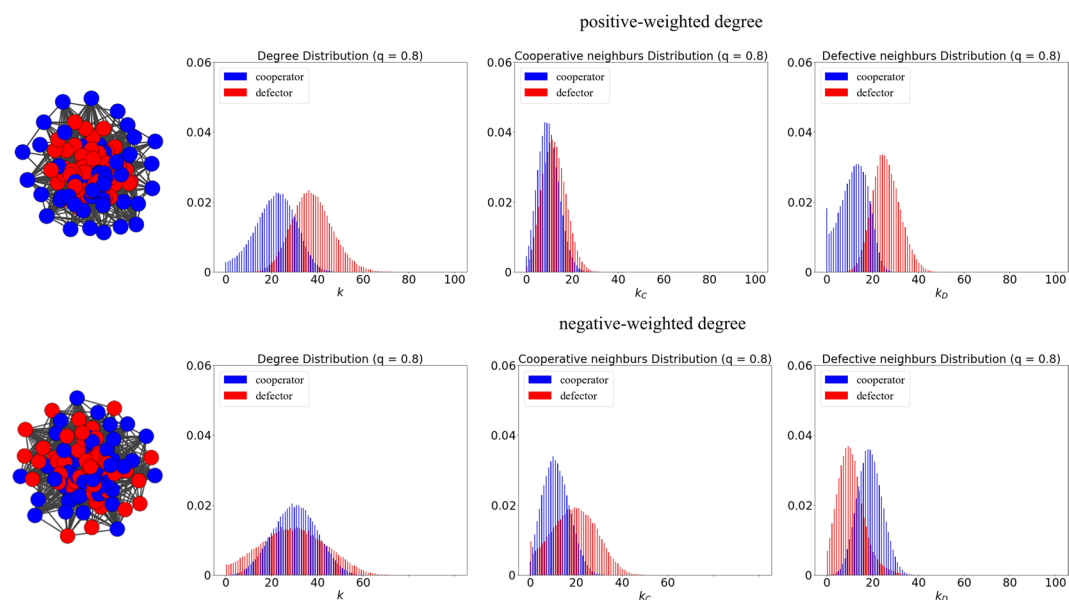 positive-weighted degree
Degree Distribution (q = 0.8)
Cooperative neighburs Distribution (q = 0.8)
Defective neighburs Distribution (q = 0.8)
0.06
cooperator
defector
0.04
0.02
0
0 20 40 60 80 100
k
0.06
cooperator
defector
0.04
0.02
0
0 20 40 60 80 100
k_C
0.06
cooperator
defector
0.04
0.02
0
0 20 40 60 80 100
k_D
negative-weighted degree
Degree Distribution (q = 0.8)
Cooperative neighburs Distribution (q = 0.8)
Defective neighburs Distribution (q = 0.8)
0.06
cooperator
defector
0.04
0.02
0
0 20 40 60 80 100
k
0.06
cooperator
defector
0.04
0.02
0
0 20 40 60
k_C
0.06
cooperator
defector
0.04
0.02
0
0 20 40 60 80 100
k_D